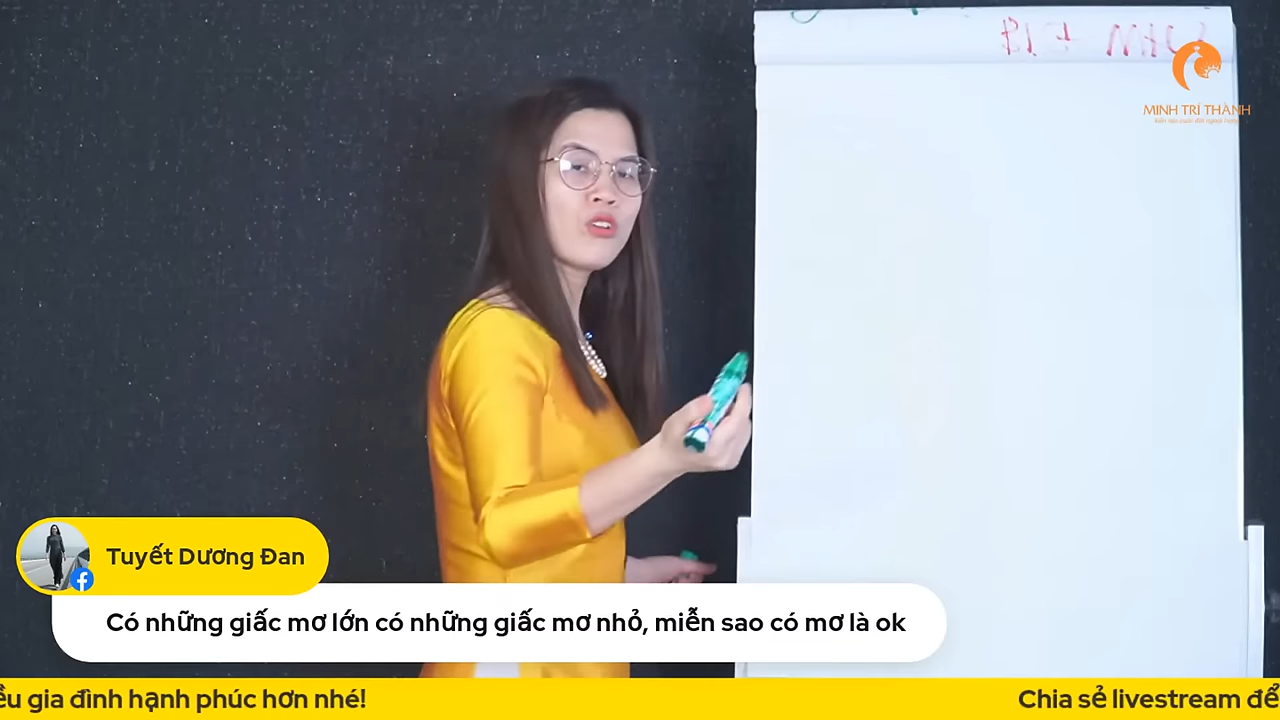 MINH TRÍ THÀNH
Tuyết Dương Đan
Có những giấc mơ lớn có những giấc mơ nhỏ, miễn sao có mơ là ok
ều gia đình hạnh phúc hơn nhé!
Chia sẻ livestream để